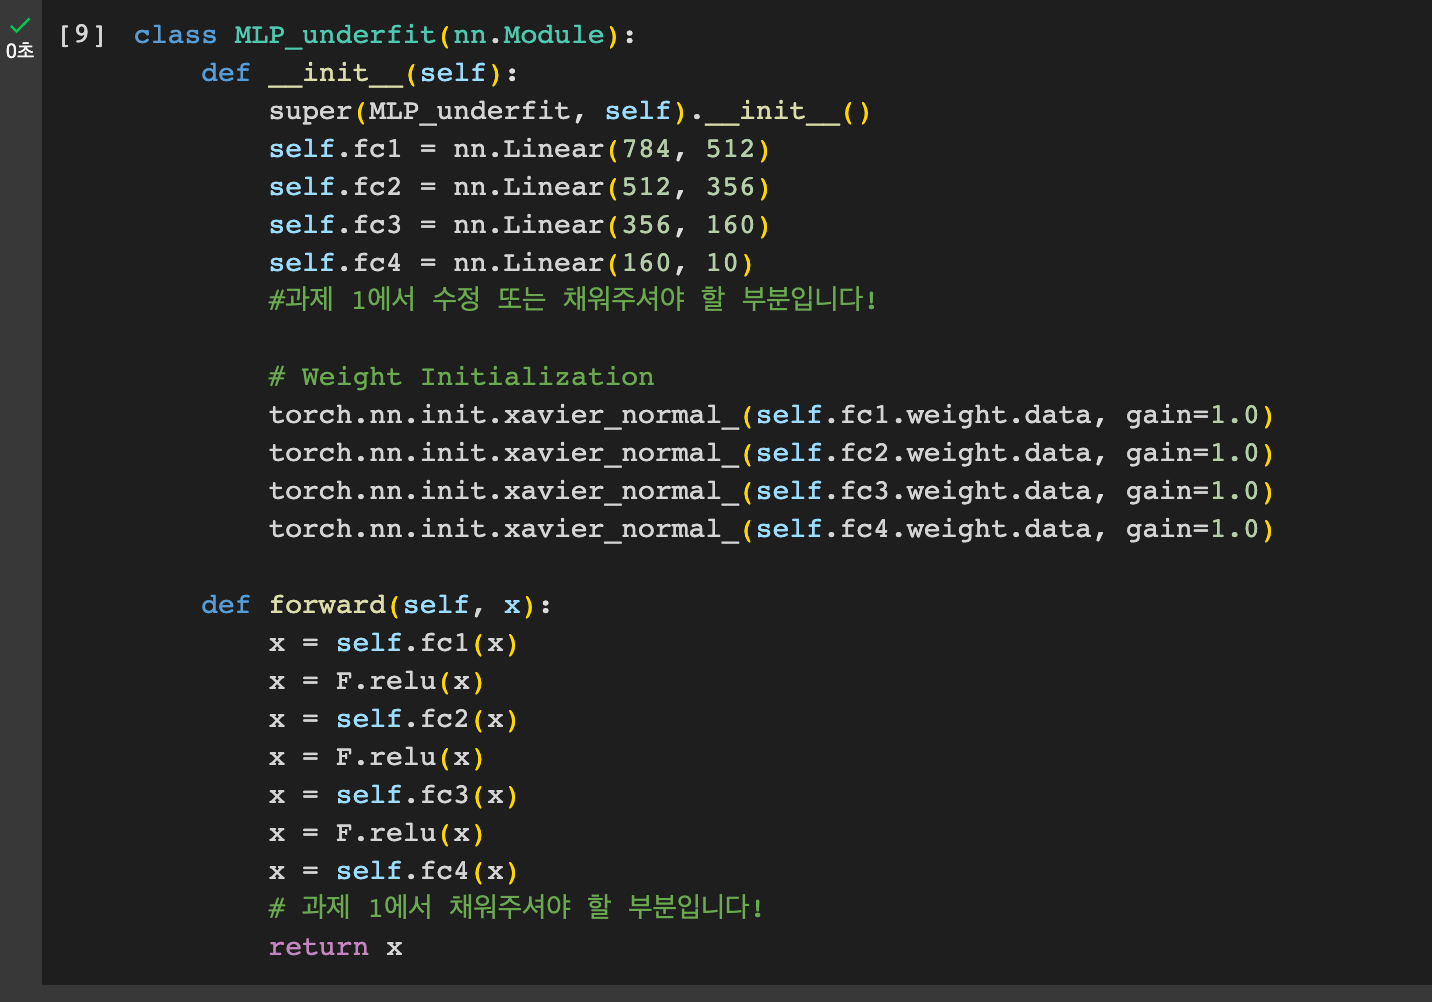 [9] class MLP_underfit(nn.Module):
0초
def __init__(self):
super(MLP_underfit, self).__init__()
self.fc1 = nn.Linear(784, 512)
self.fc2 = nn.Linear(512, 356)
self.fc3 = nn.Linear(356, 160)
self.fc4 = nn.Linear(160, 10)
#과제 1에서 수정 또는 채워주셔야 할 부분입니다!
# Weight Initialization
torch.nn.init.xavier_normal_(self.fc1.weight.data, gain=1.0)
torch.nn.init.xavier_normal_(self.fc2.weight.data, gain=1.0)
torch.nn.init.xavier_normal_(self.fc3.weight.data, gain=1.0)
torch.nn.init.xavier_normal_(self.fc4.weight.data, gain=1.0)
def forward(self, x):
x = self.fc1(x)
x = F.relu(x)
x = self.fc2(x)
x = F.relu(x)
x = self.fc3(x)
x = F.relu(x)
x = self.fc4(x)
# 과제 1에서 채워주셔야 할 부분입니다!
return x